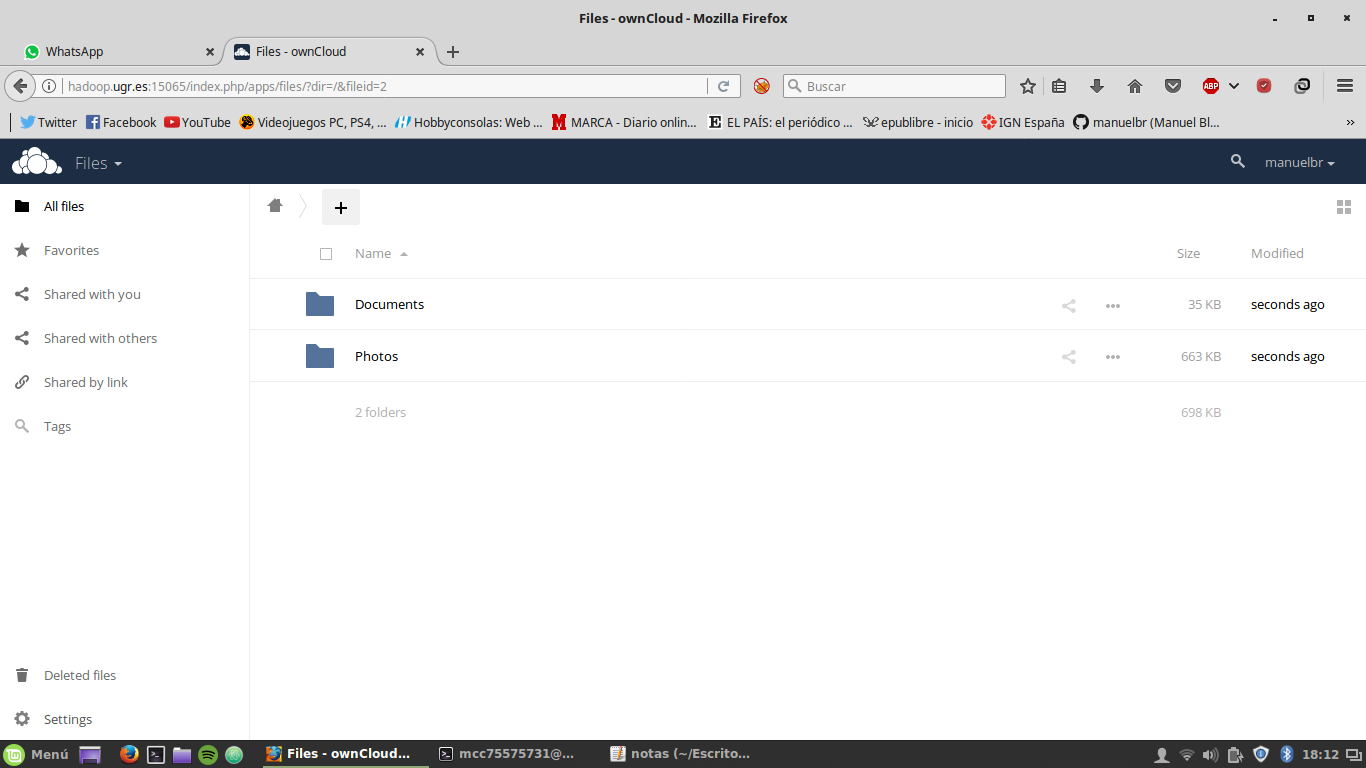 Files - ownCloud - Mozilla Firefox
WhatsApp
Files - ownCloud
hadoop.ugr.es:15065/index.php/apps/files/?dir=/&fileid=2
Buscar
ABP
Twitter
Facebook
YouTube
Videojuegos PC, PS4, ...
Hobbyconsolas: Web ...
MARCA - Diario onlin...
EL PAÍS: el periódico ...
epublibre - inicio
IGN España
manuelbr (Manuel Bl...
Files
manuelbr
All files
Favorites
Shared with you
Shared with others
Shared by link
Tags
Deleted files
Settings
Name Size Modified
Documents 35 KB seconds ago
Photos 663 KB seconds ago
2 folders 698 KB
Menú
Files - ownCloud...
mcc75575731@...
notas (~/Escrito...
18:12